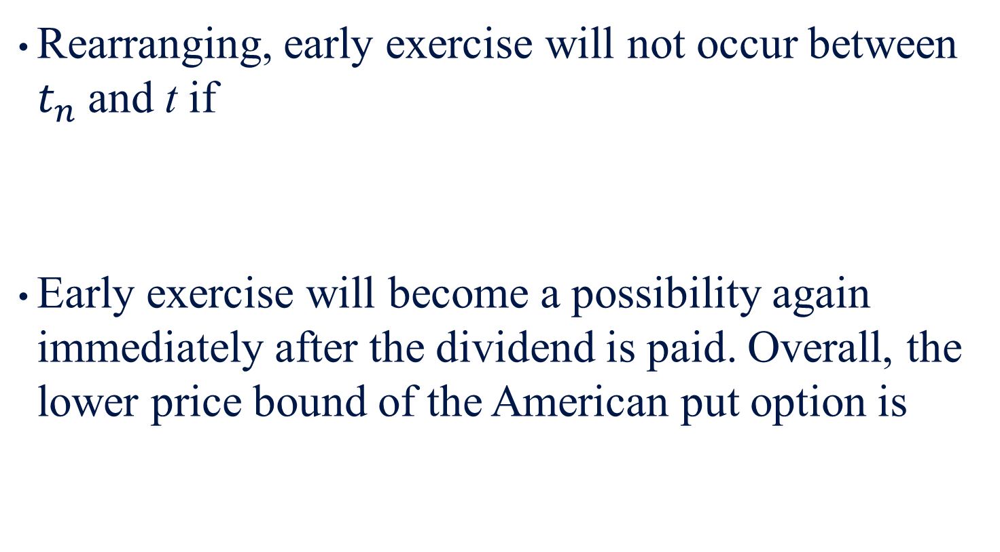 • Rearranging, early exercise will not occur between
𝑡ₙ and t if
• Early exercise will become a possibility again
immediately after the dividend is paid. Overall, the
lower price bound of the American put option is